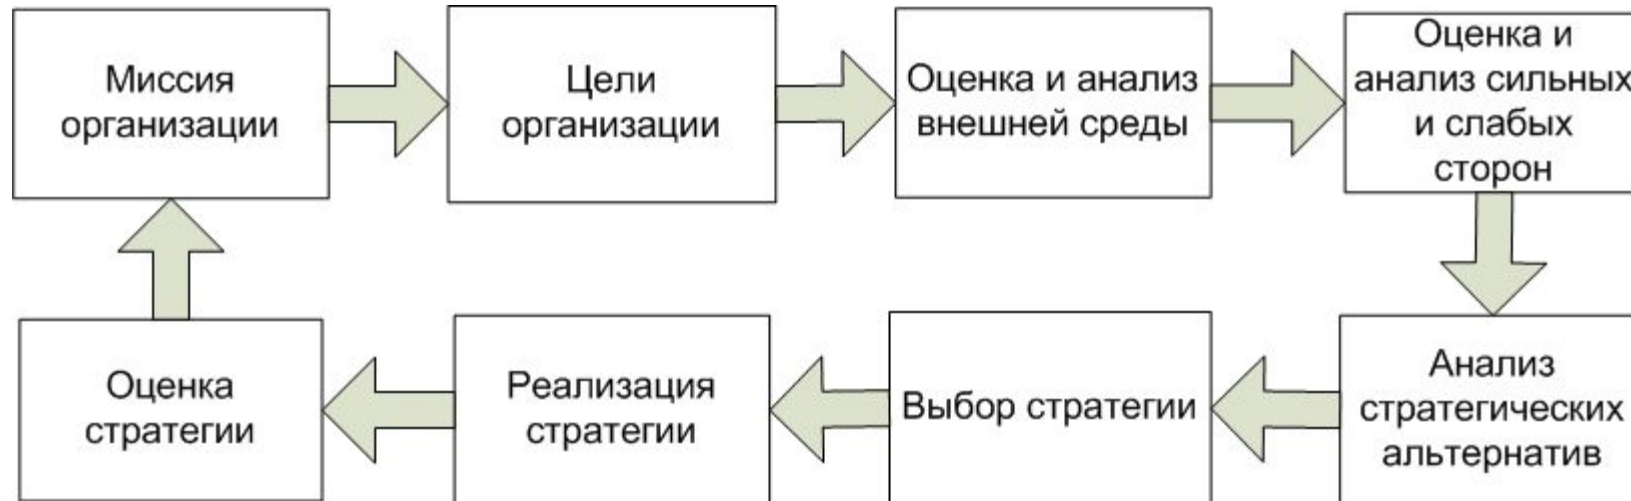 Миссия
организации
Цели
организации
Оценка и анализ
внешней среды
Оценка и
анализ сильных
и слабых
сторон
Оценка
стратегии
Реализация
стратегии
Выбор стратегии
Анализ
стратегических
альтернатив